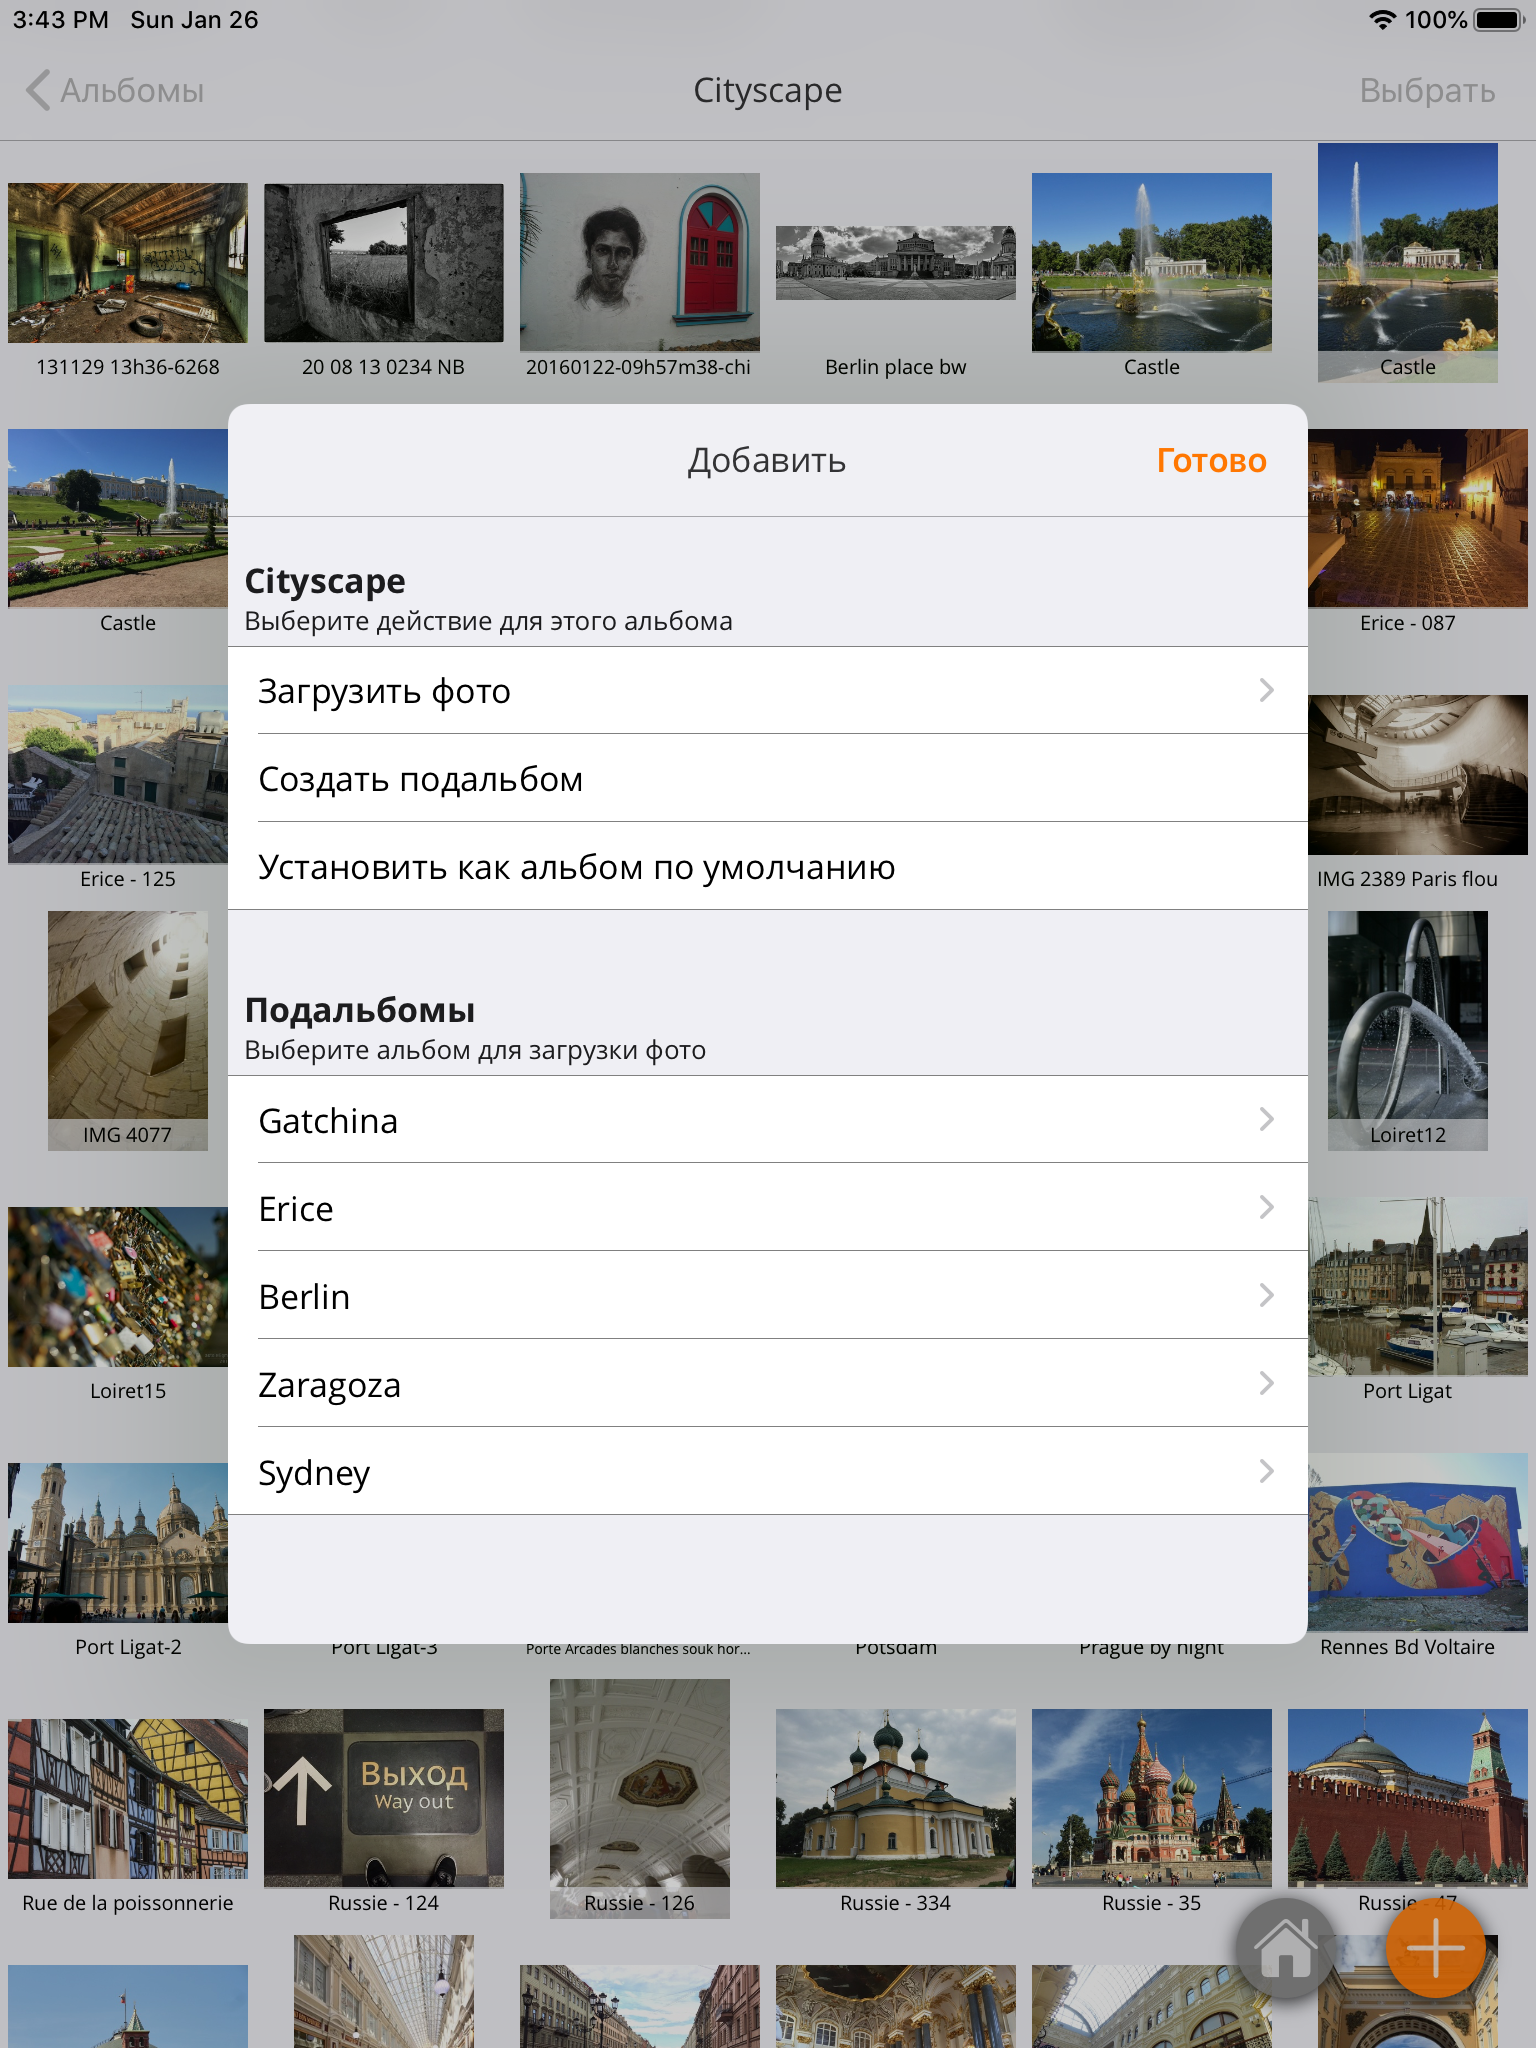 3:43 PM Sun Jan 26
100%
Альбомы
Cityscape
Выбрать
131129 13h36-6268
20 08 13 0234 NB
20160122-09h57m38-chi
Berlin place bw
Castle
Castle
Добавить
Готово
Castle
Erice - 087
Cityscape
Выберите действие для этого альбома
Загрузить фото
Создать подальбом
Установить как альбом по умолчанию
Erice - 125
IMG 2389 Paris flou
Подальбомы
Выберите альбом для загрузки фото
IMG 4077
Loiret12
Gatchina
Erice
Berlin
Zaragoza
Sydney
Loiret15
Port Ligat
Port Ligat-2
Port Ligat-3
Porte Arcades blanches souk hor...
Potsdam
Prague by night
Rennes Bd Voltaire
Выход
Way out
Rue de la poissonnerie
Russie - 124
Russie - 126
Russie - 334
Russie - 35
Russie - 47